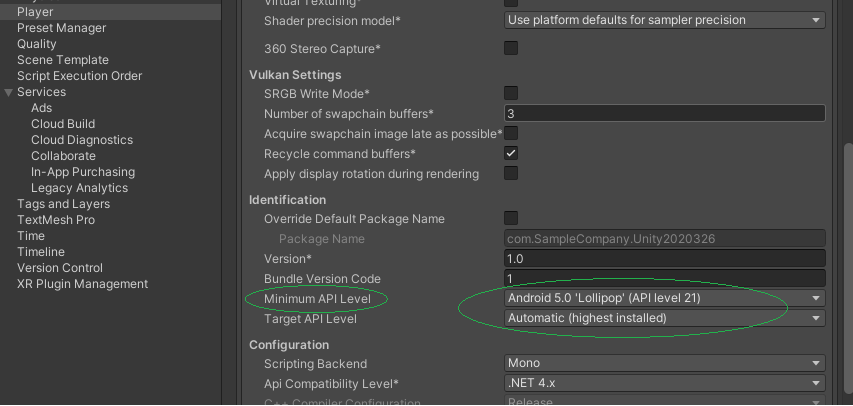 Player
Preset Manager
Quality
Scene Template
Script Execution Order
Services
Ads
Cloud Build
Cloud Diagnostics
Collaborate
In-App Purchasing
Legacy Analytics
Tags and Layers
TextMesh Pro
Time
Timeline
Version Control
XR Plugin Management
Virtual Texturing*
Shader precision model* Use platform defaults for sampler precision
360 Stereo Capture*
Vulkan Settings
SRGB Write Mode*
Number of swapchain buffers* 3
Acquire swapchain image late as possible*
Recycle command buffers*
Apply display rotation during rendering
Identification
Override Default Package Name
Package Name com.SampleCompany.Unity2020326
Version* 1.0
Bundle Version Code 1
Minimum API Level Android 5.0 'Lollipop' (API level 21)
Target API Level Automatic (highest installed)
Configuration
Scripting Backend Mono
Api Compatibility Level* .NET 4.x
C++ Compiler Configuration Release